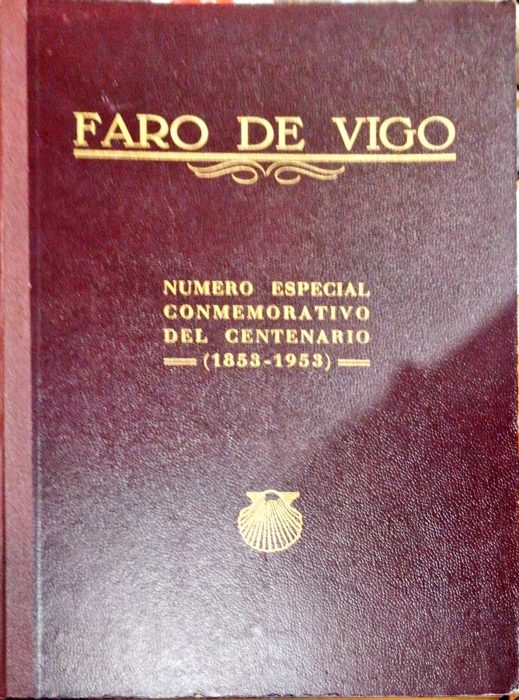 FARO DE VIGO
NUMERO ESPECIAL
CONMEMORATIVO
DEL CENTENARIO
(1853-1953)